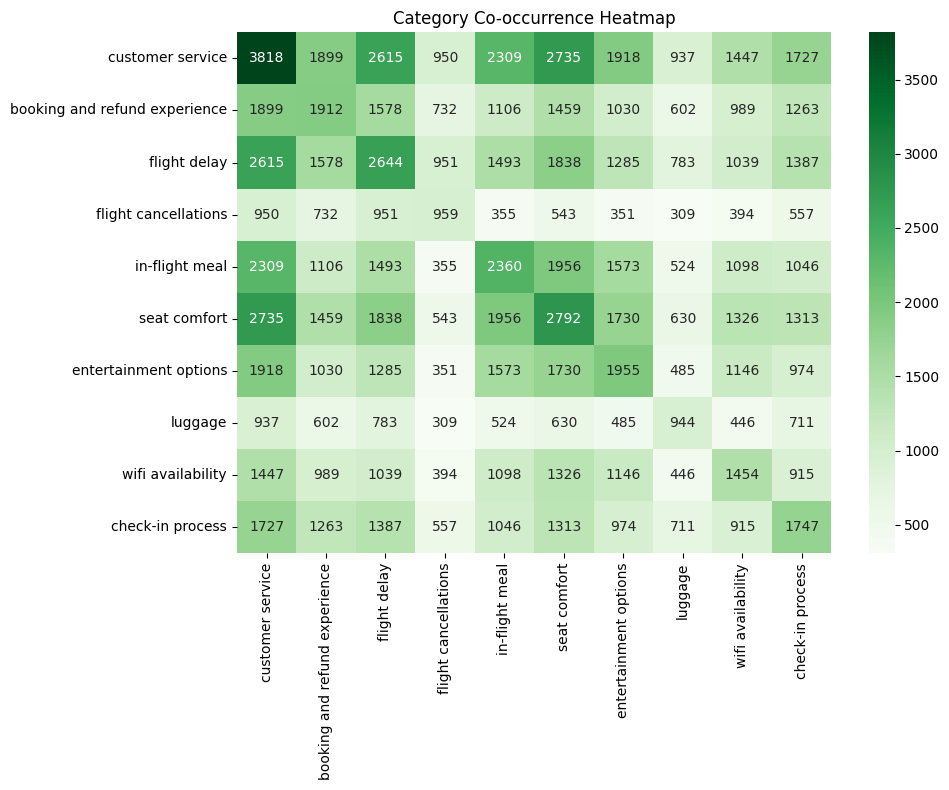 Category Co-occurrence Heatmap
customer service 3818 1899 2615 950 2309 2735 1918 937 1447 1727
booking and refund experience 1899 1912 1578 732 1106 1459 1030 602 989 1263
flight delay 2615 1578 2644 951 1493 1838 1285 783 1039 1387
flight cancellations 950 732 951 959 355 543 351 309 394 557
in-flight meal 2309 1106 1493 355 2360 1956 1573 524 1098 1046
seat comfort 2735 1459 1838 543 1956 2792 1730 630 1326 1313
entertainment options 1918 1030 1285 351 1573 1730 1955 485 1146 974
luggage 937 602 783 309 524 630 485 944 446 711
wifi availability 1447 989 1039 394 1098 1326 1146 446 1454 915
check-in process 1727 1263 1387 557 1046 1313 974 711 915 1747
customer service
booking and refund experience
flight delay
flight cancellations
in-flight meal
seat comfort
entertainment options
luggage
wifi availability
check-in process
3500
3000
2500
2000
1500
1000
500